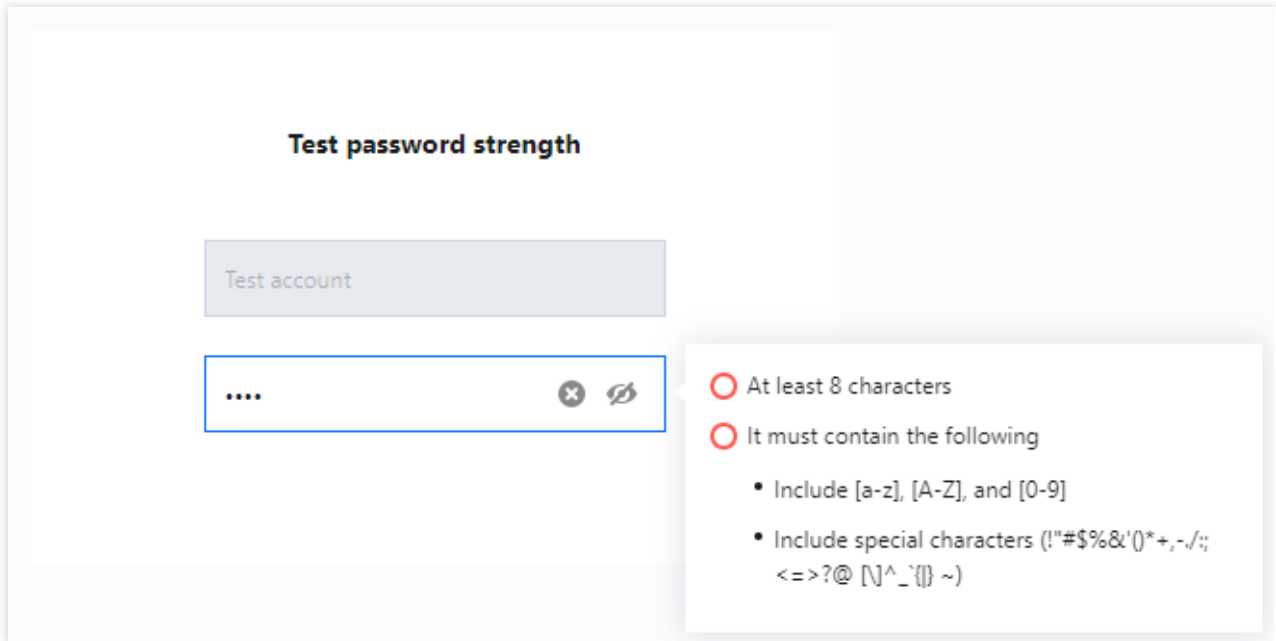 Test password strength
Test account
••••
At least 8 characters
It must contain the following
• Include [a-z], [A-Z], and [0-9]
• Include special characters (!"#$%&'()*+,-./:;
<=>?@ [\]^_`{|} ~)